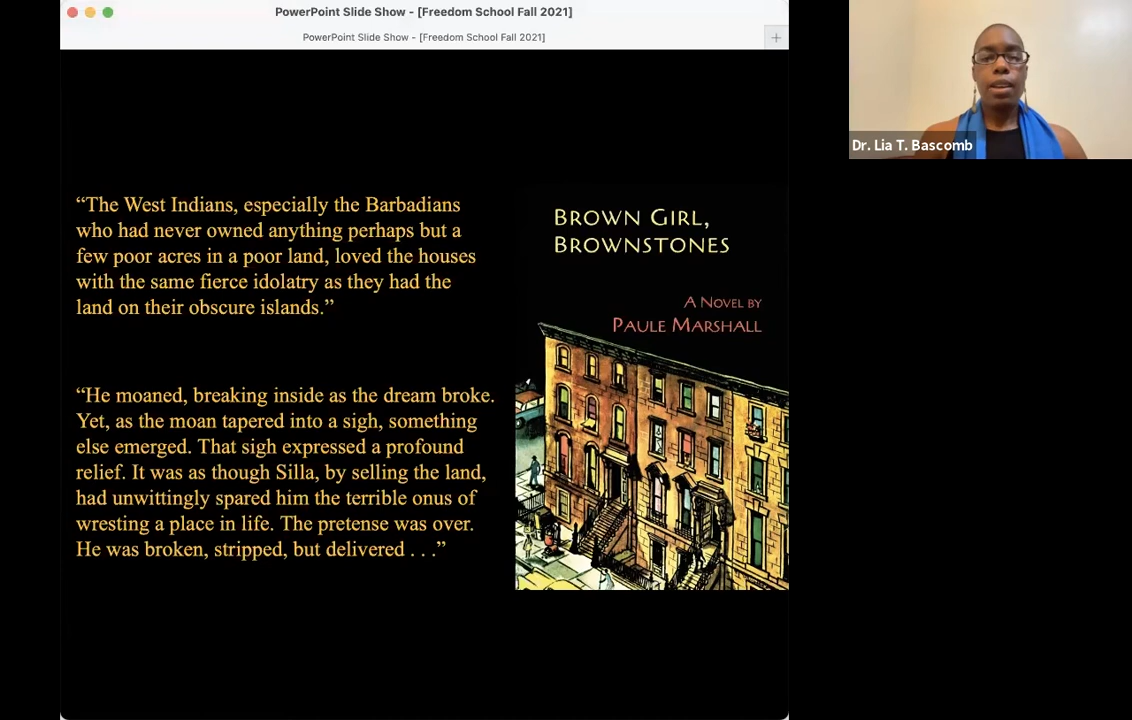 PowerPoint Slide Show - [Freedom School Fall 2021]
PowerPoint Slide Show - [Freedom School Fall 2021]
+
“The West Indians, especially the Barbadians
who had never owned anything perhaps but a
few poor acres in a poor land, loved the houses
with the same fierce idolatry as they had the
land on their obscure islands.”
“He moaned, breaking inside as the dream broke.
Yet, as the moan tapered into a sigh, something
else emerged. That sigh expressed a profound
relief. It was as though Silla, by selling the land,
had unwittingly spared him the terrible onus of
wresting a place in life. The pretense was over.
He was broken, stripped, but delivered . . .”
BROWN GIRL,
BROWNSTONES
A NOVEL BY
PAULE MARSHALL
Dr. Lia T. Bascomb